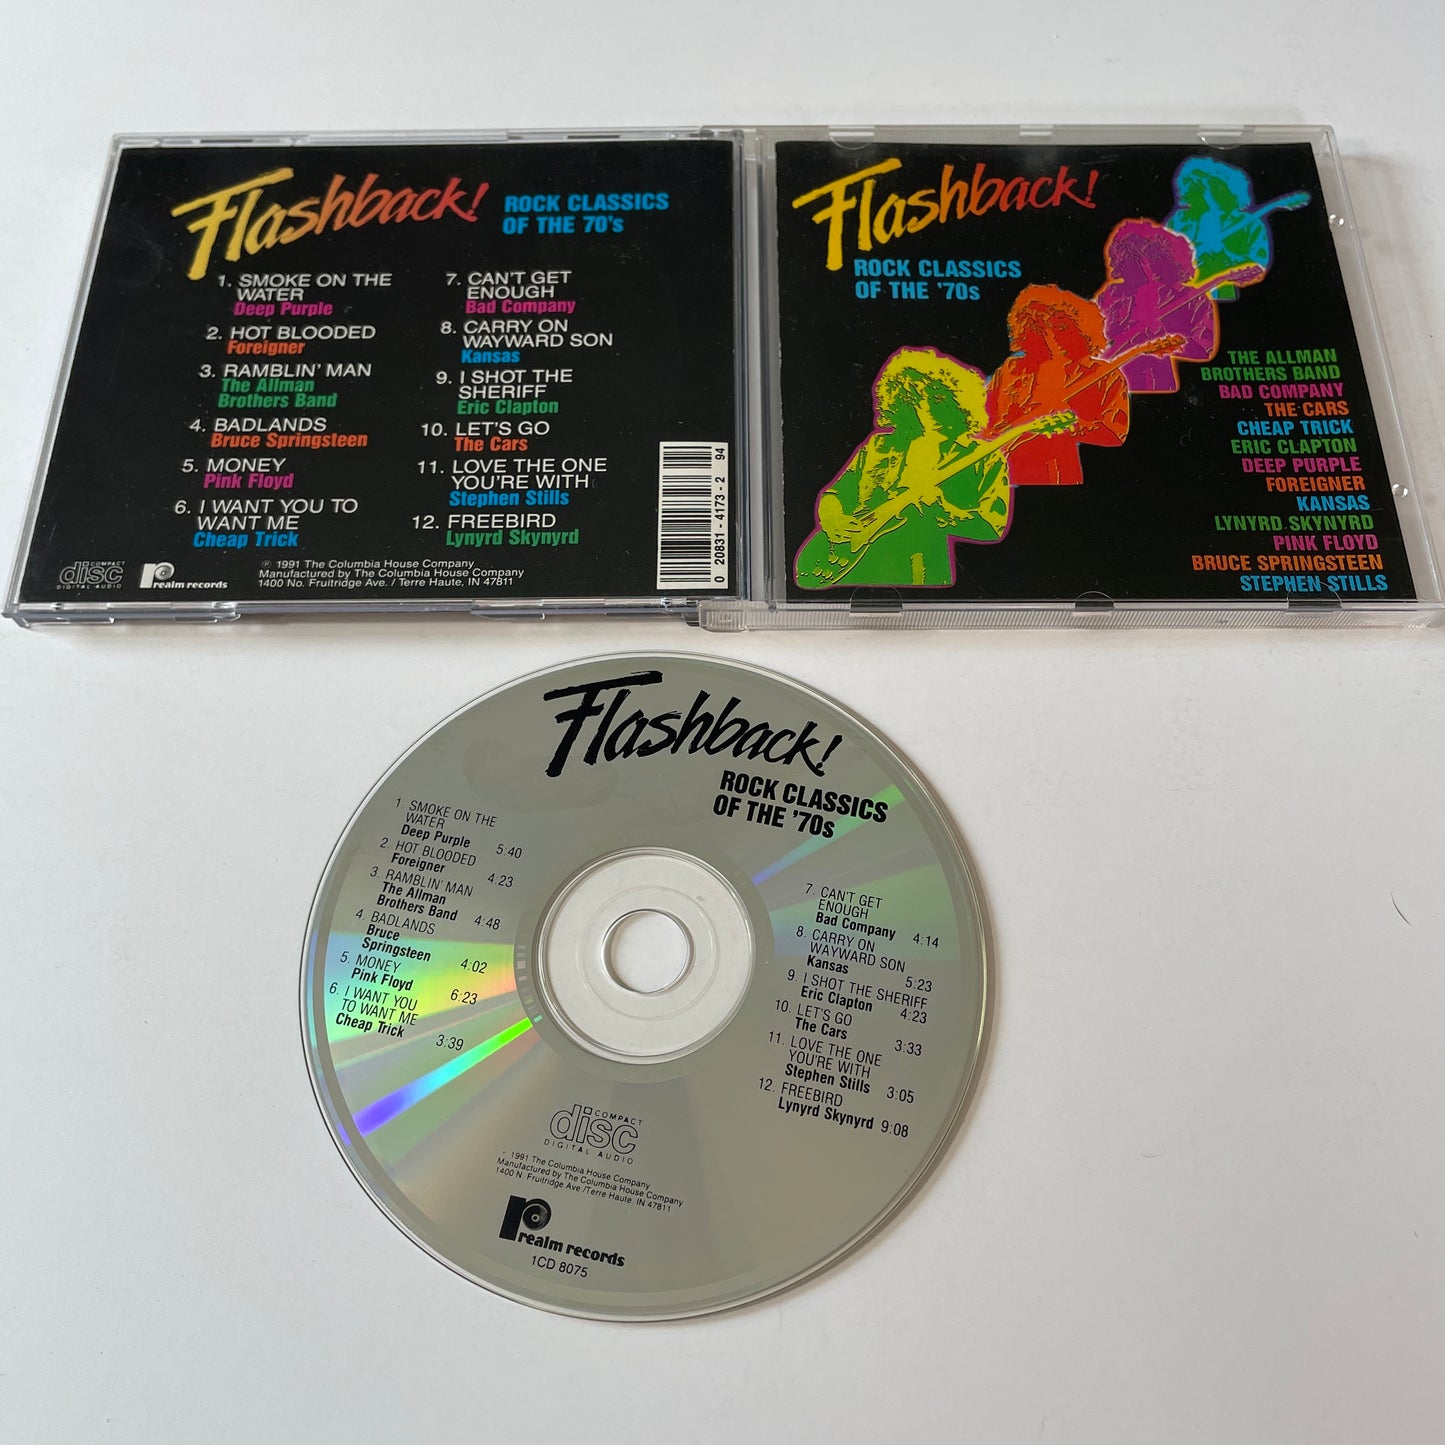 Flashback!
ROCK CLASSICS
OF THE 70's
1. SMOKE ON THE
WATER
Deep Purple
2. HOT BLOODED
Foreigner
3. RAMBLIN' MAN
The Allman
Brothers Band
4. BADLANDS
Bruce Springsteen
5. MONEY
Pink Floyd
6. I WANT YOU TO
WANT ME
Cheap Trick
7. CAN'T GET
ENOUGH
Bad Company
8. CARRY ON
WAYWARD SON
Kansas
9. I SHOT THE
SHERIFF
Eric Clapton
10. LET'S GO
The Cars
11. LOVE THE ONE
YOU'RE WITH
Stephen Stills
12. FREEBIRD
Lynyrd Skynyrd
COMPACT
disc
DIGITAL AUDIO
realm records
℗ 1991 The Columbia House Company
Manufactured by The Columbia House Company
1400 No. Fruitridge Ave. / Terre Haute, IN 47811
0 20831 - 4173 - 2 94
Flashback!
ROCK CLASSICS
OF THE '70s
THE ALLMAN
BROTHERS BAND
BAD COMPANY
THE CARS
CHEAP TRICK
ERIC CLAPTON
DEEP PURPLE
FOREIGNER
KANSAS
LYNYRD SKYNYRD
PINK FLOYD
BRUCE SPRINGSTEEN
STEPHEN STILLS
Flashback!
ROCK CLASSICS
OF THE '70s
1. SMOKE ON THE
WATER
Deep Purple 5:40
2. HOT BLOODED
Foreigner 4:23
3. RAMBLIN' MAN
The Allman
Brothers Band 4:48
4. BADLANDS
Bruce
Springsteen 4:02
5. MONEY
Pink Floyd 6:23
6. I WANT YOU
TO WANT ME
Cheap Trick 3:39
7. CAN'T GET
ENOUGH
Bad Company 4:14
8. CARRY ON
WAYWARD SON
Kansas 5:23
9. I SHOT THE SHERIFF
Eric Clapton 4:23
10. LET'S GO
The Cars 3:33
11. LOVE THE ONE
YOU'RE WITH
Stephen Stills 3:05
12. FREEBIRD
Lynyrd Skynyrd 9:08
COMPACT
disc
DIGITAL AUDIO
℗ 1991 The Columbia House Company
Manufactured by The Columbia House Company
1400 N. Fruitridge Ave./Terre Haute, IN 47811
realm records
1CD 8075